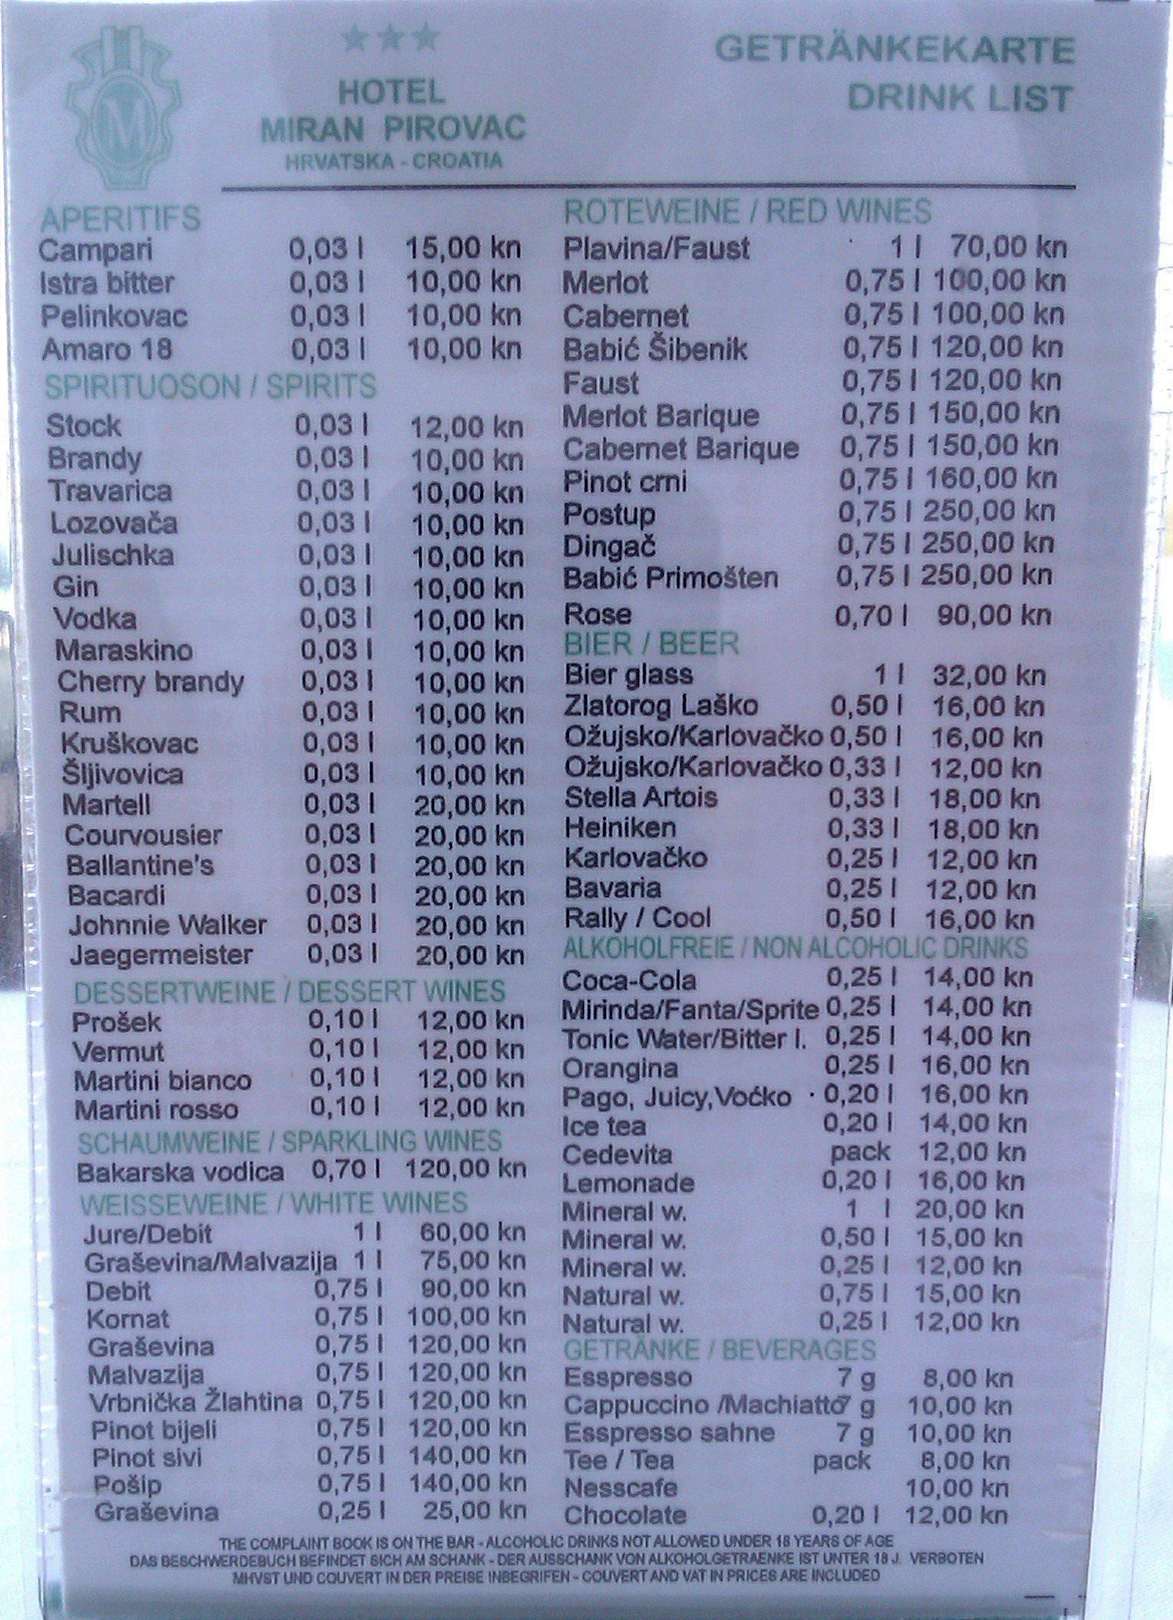 M
HOTEL
MIRAN PIROVAC
HRVATSKA - CROATIA
GETRÄNKEKARTE
DRINK LIST
APERITIFS
Campari 0,03 l 15,00 kn
Istra bitter 0,03 l 10,00 kn
Pelinkovac 0,03 l 10,00 kn
Amaro 18 0,03 l 10,00 kn
SPIRITUOSON / SPIRITS
Stock 0,03 l 12,00 kn
Brandy 0,03 l 10,00 kn
Travarica 0,03 l 10,00 kn
Lozovača 0,03 l 10,00 kn
Julischka 0,03 l 10,00 kn
Gin 0,03 l 10,00 kn
Vodka 0,03 l 10,00 kn
Maraskino 0,03 l 10,00 kn
Cherry brandy 0,03 l 10,00 kn
Rum 0,03 l 10,00 kn
Kruškovac 0,03 l 10,00 kn
Šljivovica 0,03 l 10,00 kn
Martell 0,03 l 20,00 kn
Courvousier 0,03 l 20,00 kn
Ballantine's 0,03 l 20,00 kn
Bacardi 0,03 l 20,00 kn
Johnnie Walker 0,03 l 20,00 kn
Jaegermeister 0,03 l 20,00 kn
DESSERTWEINE / DESSERT WINES
Prošek 0,10 l 12,00 kn
Vermut 0,10 l 12,00 kn
Martini bianco 0,10 l 12,00 kn
Martini rosso 0,10 l 12,00 kn
SCHAUMWEINE / SPARKLING WINES
Bakarska vodica 0,70 l 120,00 kn
WEISSEWEINE / WHITE WINES
Jure/Debit 1 l 60,00 kn
Graševina/Malvazija 1 l 75,00 kn
Debit 0,75 l 90,00 kn
Kornat 0,75 l 100,00 kn
Graševina 0,75 l 120,00 kn
Malvazija 0,75 l 120,00 kn
Vrbnička Žlahtina 0,75 l 120,00 kn
Pinot bijeli 0,75 l 120,00 kn
Pinot sivi 0,75 l 140,00 kn
Pošip 0,75 l 140,00 kn
Graševina 0,25 l 25,00 kn
ROTEWEINE / RED WINES
Plavina/Faust 1 l 70,00 kn
Merlot 0,75 l 100,00 kn
Cabernet 0,75 l 100,00 kn
Babić Šibenik 0,75 l 120,00 kn
Faust 0,75 l 120,00 kn
Merlot Barique 0,75 l 150,00 kn
Cabernet Barique 0,75 l 150,00 kn
Pinot crni 0,75 l 160,00 kn
Postup 0,75 l 250,00 kn
Dingač 0,75 l 250,00 kn
Babić Primošten 0,75 l 250,00 kn
Rose 0,70 l 90,00 kn
BIER / BEER
Bier glass 1 l 32,00 kn
Zlatorog Laško 0,50 l 16,00 kn
Ožujsko/Karlovačko 0,50 l 16,00 kn
Ožujsko/Karlovačko 0,33 l 12,00 kn
Stella Artois 0,33 l 18,00 kn
Heiniken 0,33 l 18,00 kn
Karlovačko 0,25 l 12,00 kn
Bavaria 0,25 l 12,00 kn
Rally / Cool 0,50 l 16,00 kn
ALKOHOLFREIE / NON ALCOHOLIC DRINKS
Coca-Cola 0,25 l 14,00 kn
Mirinda/Fanta/Sprite 0,25 l 14,00 kn
Tonic Water/Bitter l. 0,25 l 14,00 kn
Orangina 0,25 l 16,00 kn
Pago, Juicy,Voćko 0,20 l 16,00 kn
Ice tea 0,20 l 14,00 kn
Cedevita pack 12,00 kn
Lemonade 0,20 l 16,00 kn
Mineral w. 1 l 20,00 kn
Mineral w. 0,50 l 15,00 kn
Mineral w. 0,25 l 12,00 kn
Natural w. 0,75 l 15,00 kn
Natural w. 0,25 l 12,00 kn
GETRÄNKE / BEVERAGES
Esspresso 7 g 8,00 kn
Cappuccino /Machiatto 7 g 10,00 kn
Esspresso sahne 7 g 10,00 kn
Tee / Tea pack 8,00 kn
Nesscafe 10,00 kn
Chocolate 0,20 l 12,00 kn
THE COMPLAINT BOOK IS ON THE BAR - ALCOHOLIC DRINKS NOT ALLOWED UNDER 18 YEARS OF AGE
DAS BESCHWERDEBUCH BEFINDET SICH AM SCHANK - DER AUSSCHANK VON ALKOHOLGETRAENKE IST UNTER 18 J. VERBOTEN
MHVST UND COUVERT IN DER PREISE INBEGRIFEN - COUVERT AND VAT IN PRICES ARE INCLUDED